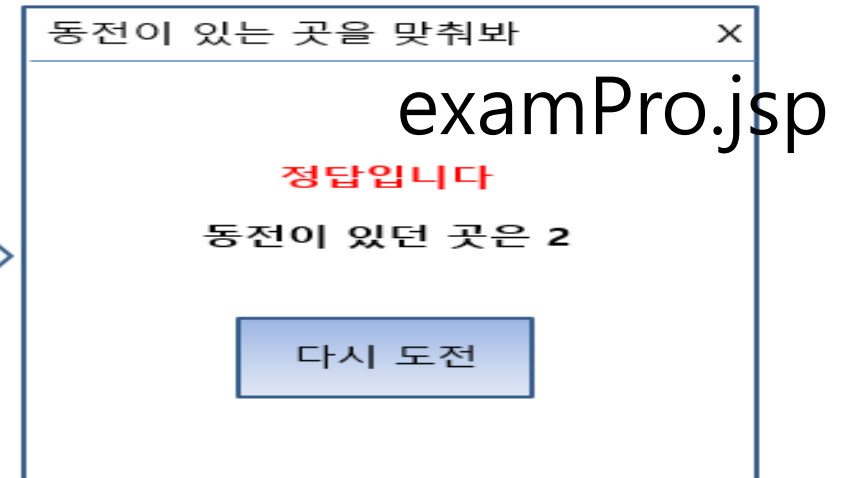 동전이 있는 곳을 맞춰봐 X
examPro.jsp
정답입니다
동전이 있던 곳은 2
다시 도전